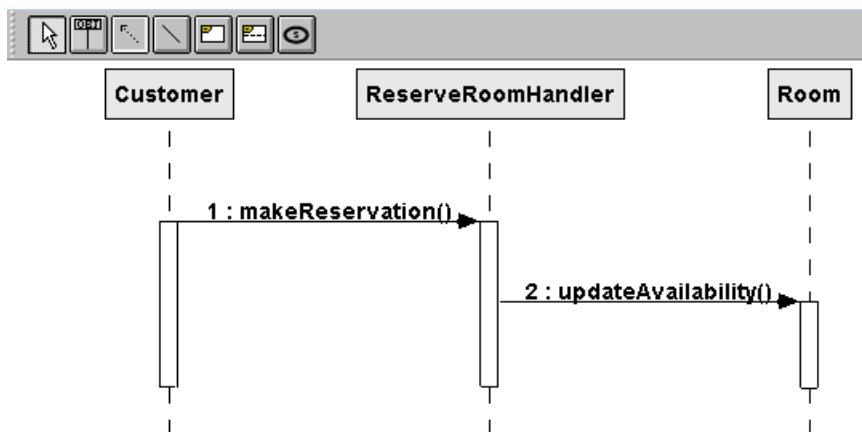 Customer
ReserveRoomHandler
Room
1 : makeReservation()
2 : updateAvailability()